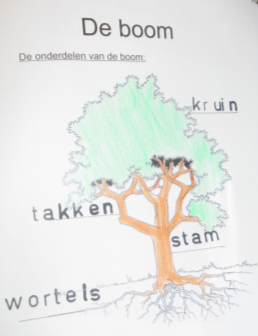 De boom
De onderdelen van de boom:
kruin
takken
stam
wortels